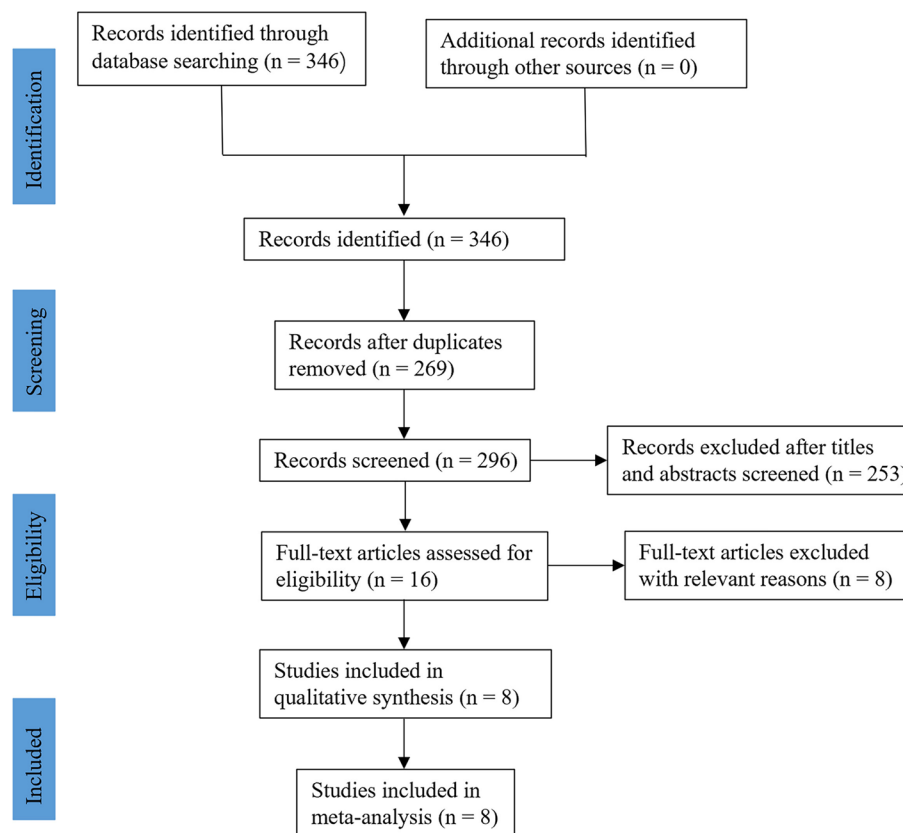 Identification
Records identified through
database searching (n = 346)
Additional records identified
through other sources (n = 0)
Records identified (n = 346)
Screening
Records after duplicates
removed (n = 269)
Records screened (n = 296)
Records excluded after titles
and abstracts screened (n = 253)
Eligibility
Full-text articles assessed for
eligibility (n = 16)
Full-text articles excluded
with relevant reasons (n = 8)
Studies included in
qualitative synthesis (n = 8)
Included
Studies included in
meta-analysis (n = 8)